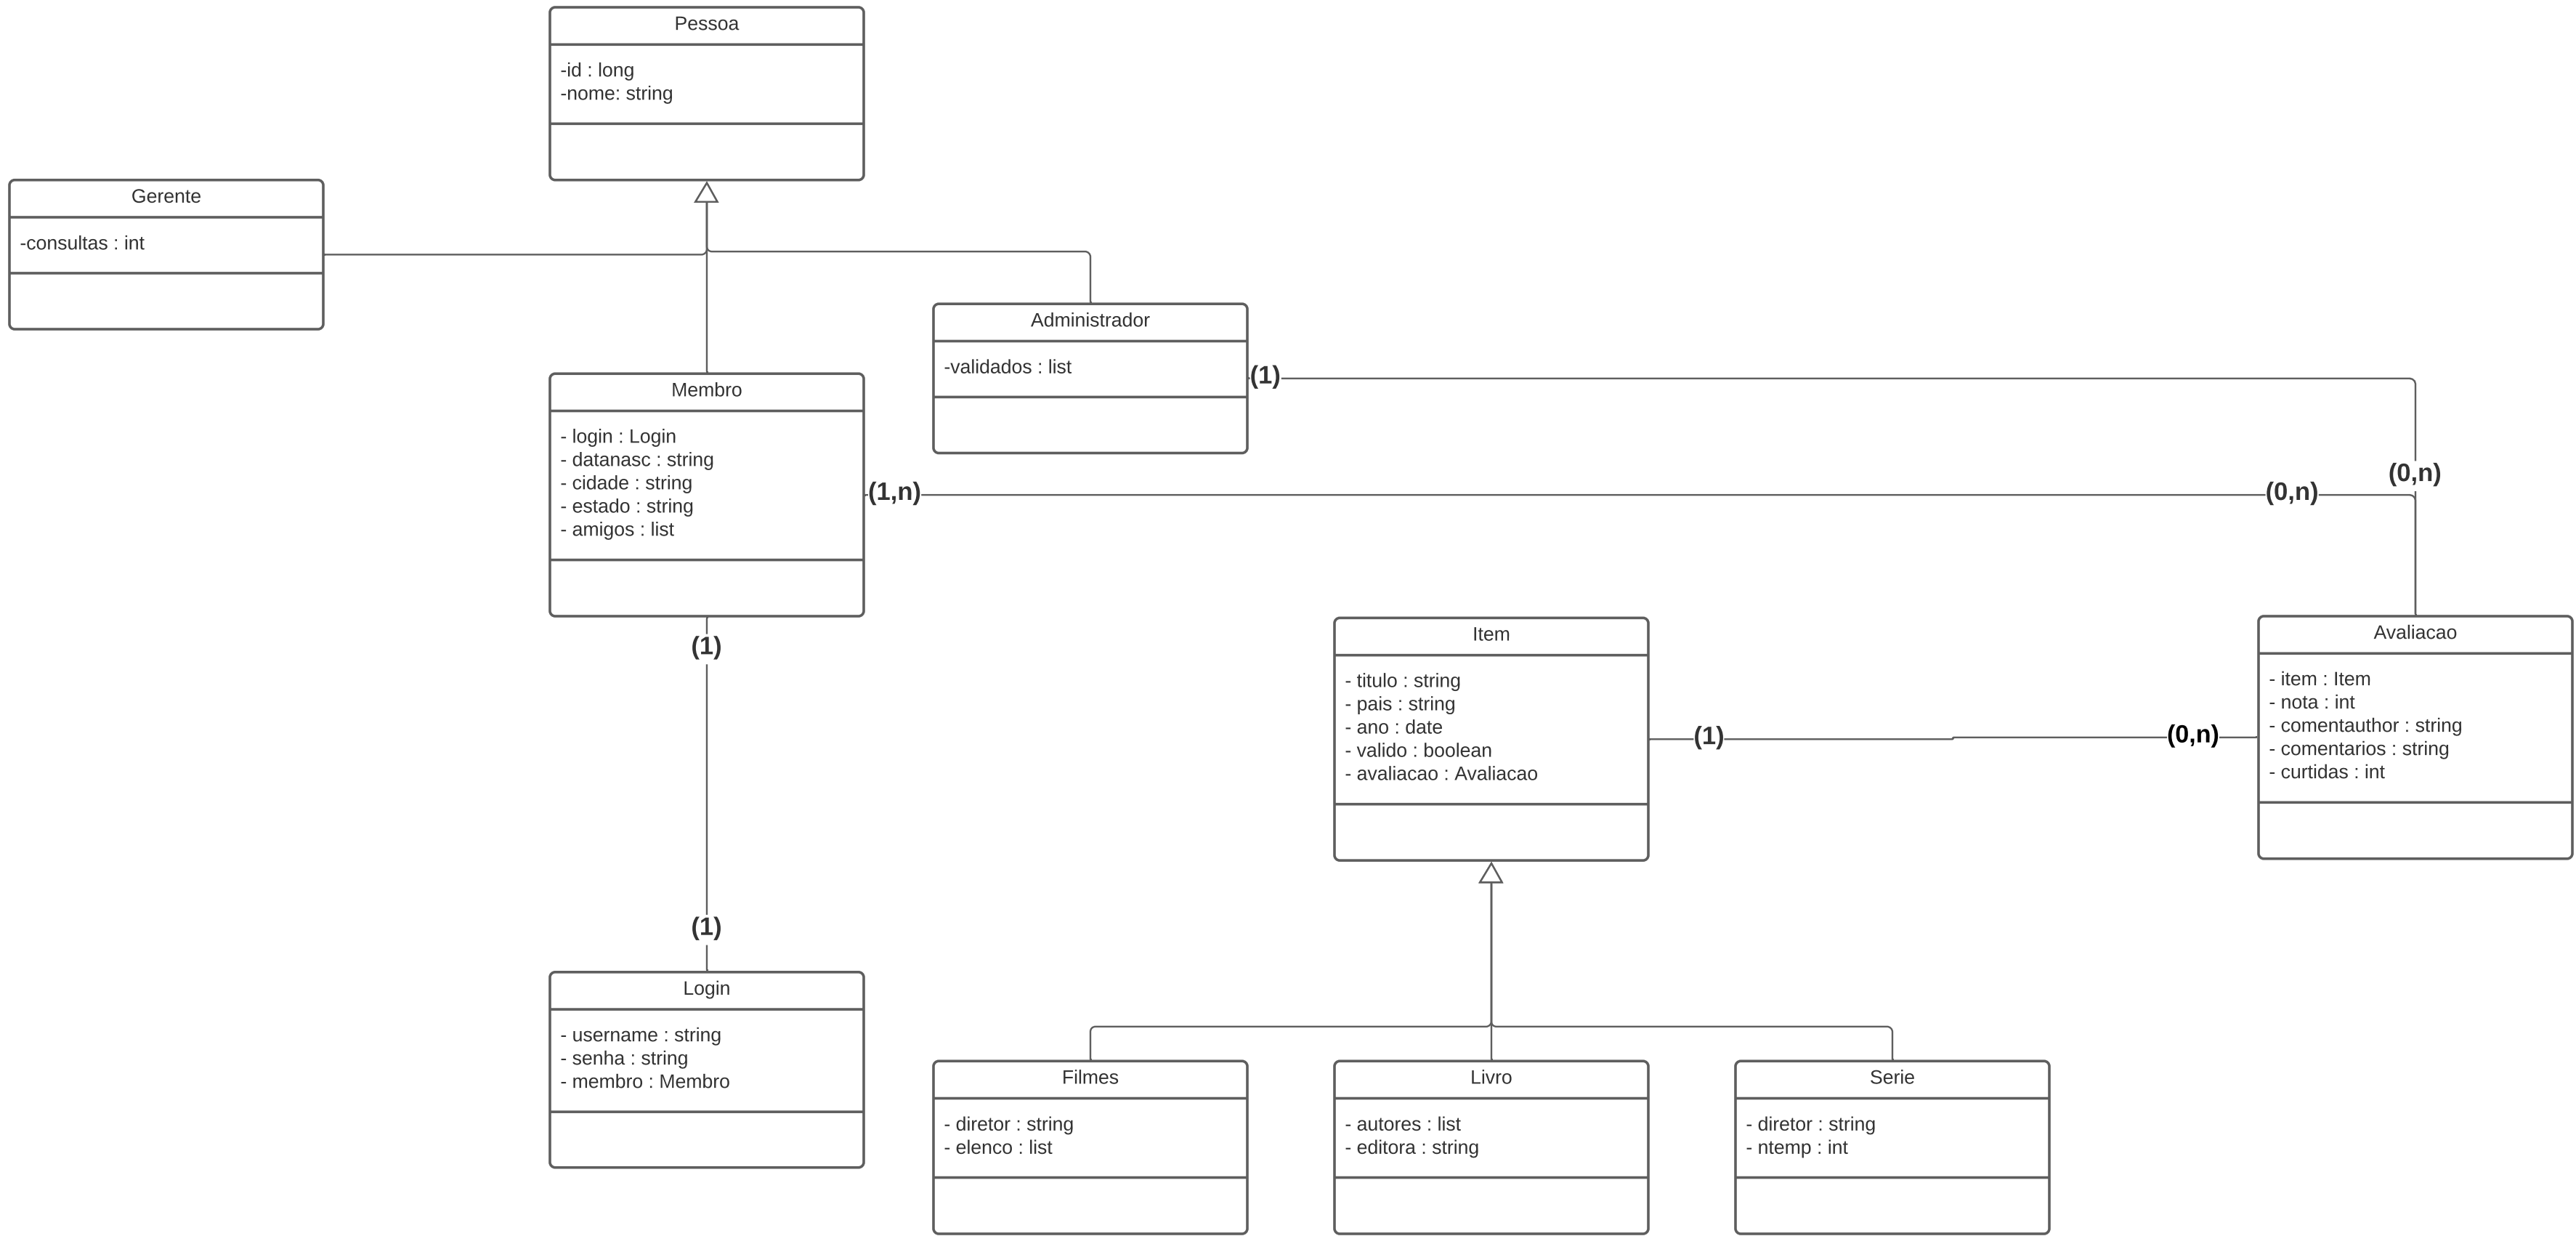 Pessoa
-id : long
-nome: string
Gerente
-consultas : int
Administrador
-validados : list
(1)
(0,n)
Membro
- login : Login
- datanasc : string
- cidade : string
- estado : string
- amigos : list
(1,n)
(0,n)
(1)
(1)
Item
- titulo : string
- pais : string
- ano : date
- valido : boolean
- avaliacao : Avaliacao
(1)
(0,n)
Avaliacao
- item : Item
- nota : int
- comentauthor : string
- comentarios : string
- curtidas : int
Login
- username : string
- senha : string
- membro : Membro
Filmes
- diretor : string
- elenco : list
Livro
- autores : list
- editora : string
Serie
- diretor : string
- ntemp : int